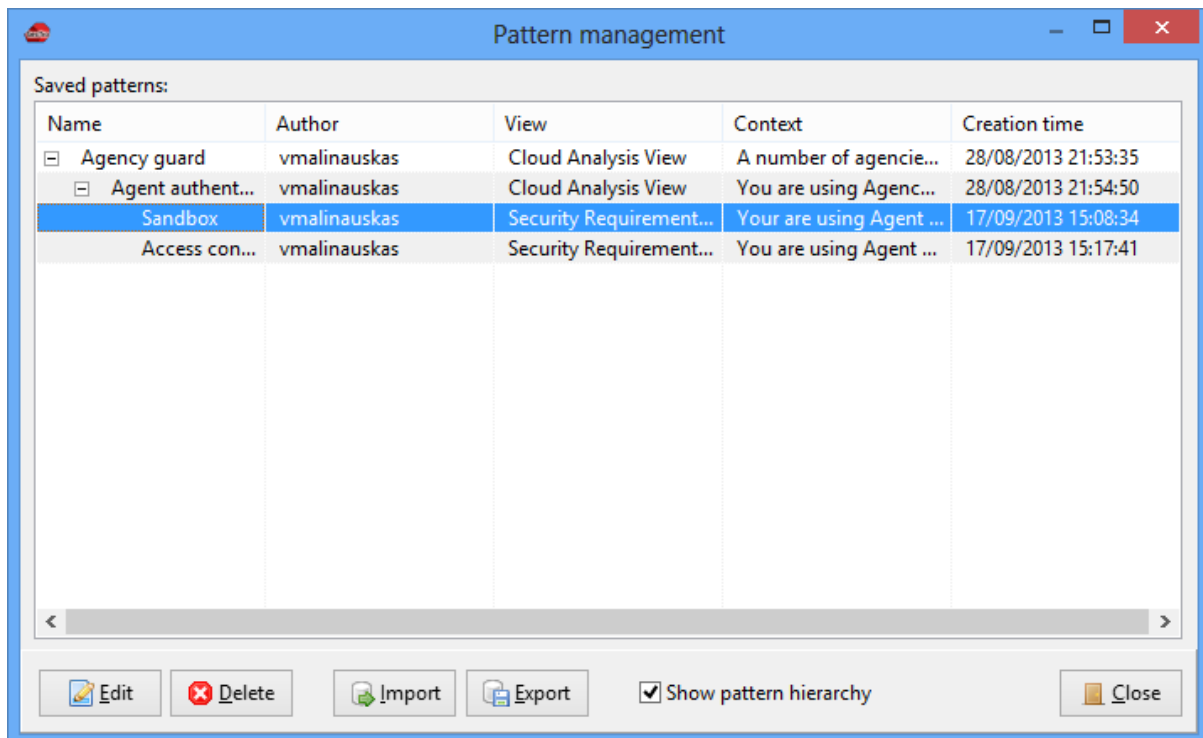 Pattern management
Saved patterns:
Name Author View Context Creation time
Agency guard vmalinauskas Cloud Analysis View A number of agencie... 28/08/2013 21:53:35
Agent authent... vmalinauskas Cloud Analysis View You are using Agenc... 28/08/2013 21:54:50
Sandbox vmalinauskas Security Requirement... Your are using Agent ... 17/09/2013 15:08:34
Access con... vmalinauskas Security Requirement... You are using Agent ... 17/09/2013 15:17:41
Edit Delete Import Export Show pattern hierarchy Close